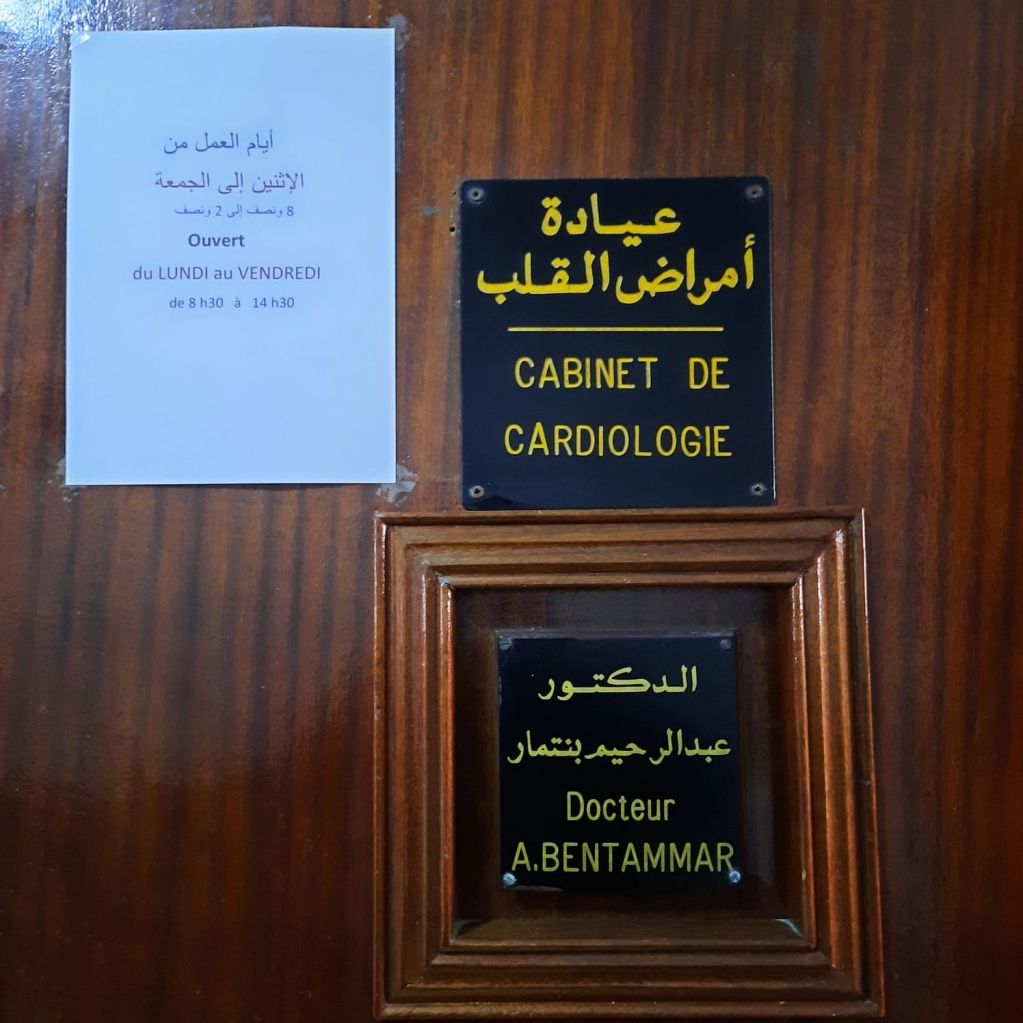 أيام العمل من
الإثنين إلى الجمعة
8 ونصف إلى 2 ونصف
Ouvert
du LUNDI au VENDREDI
de 8 h30 à 14 h30
عيادة
أمراض القلب
CABINET DE
CARDIOLOGIE
الدكتور
عبدالرحيم بنتمار
Docteur
A.BENTAMMAR